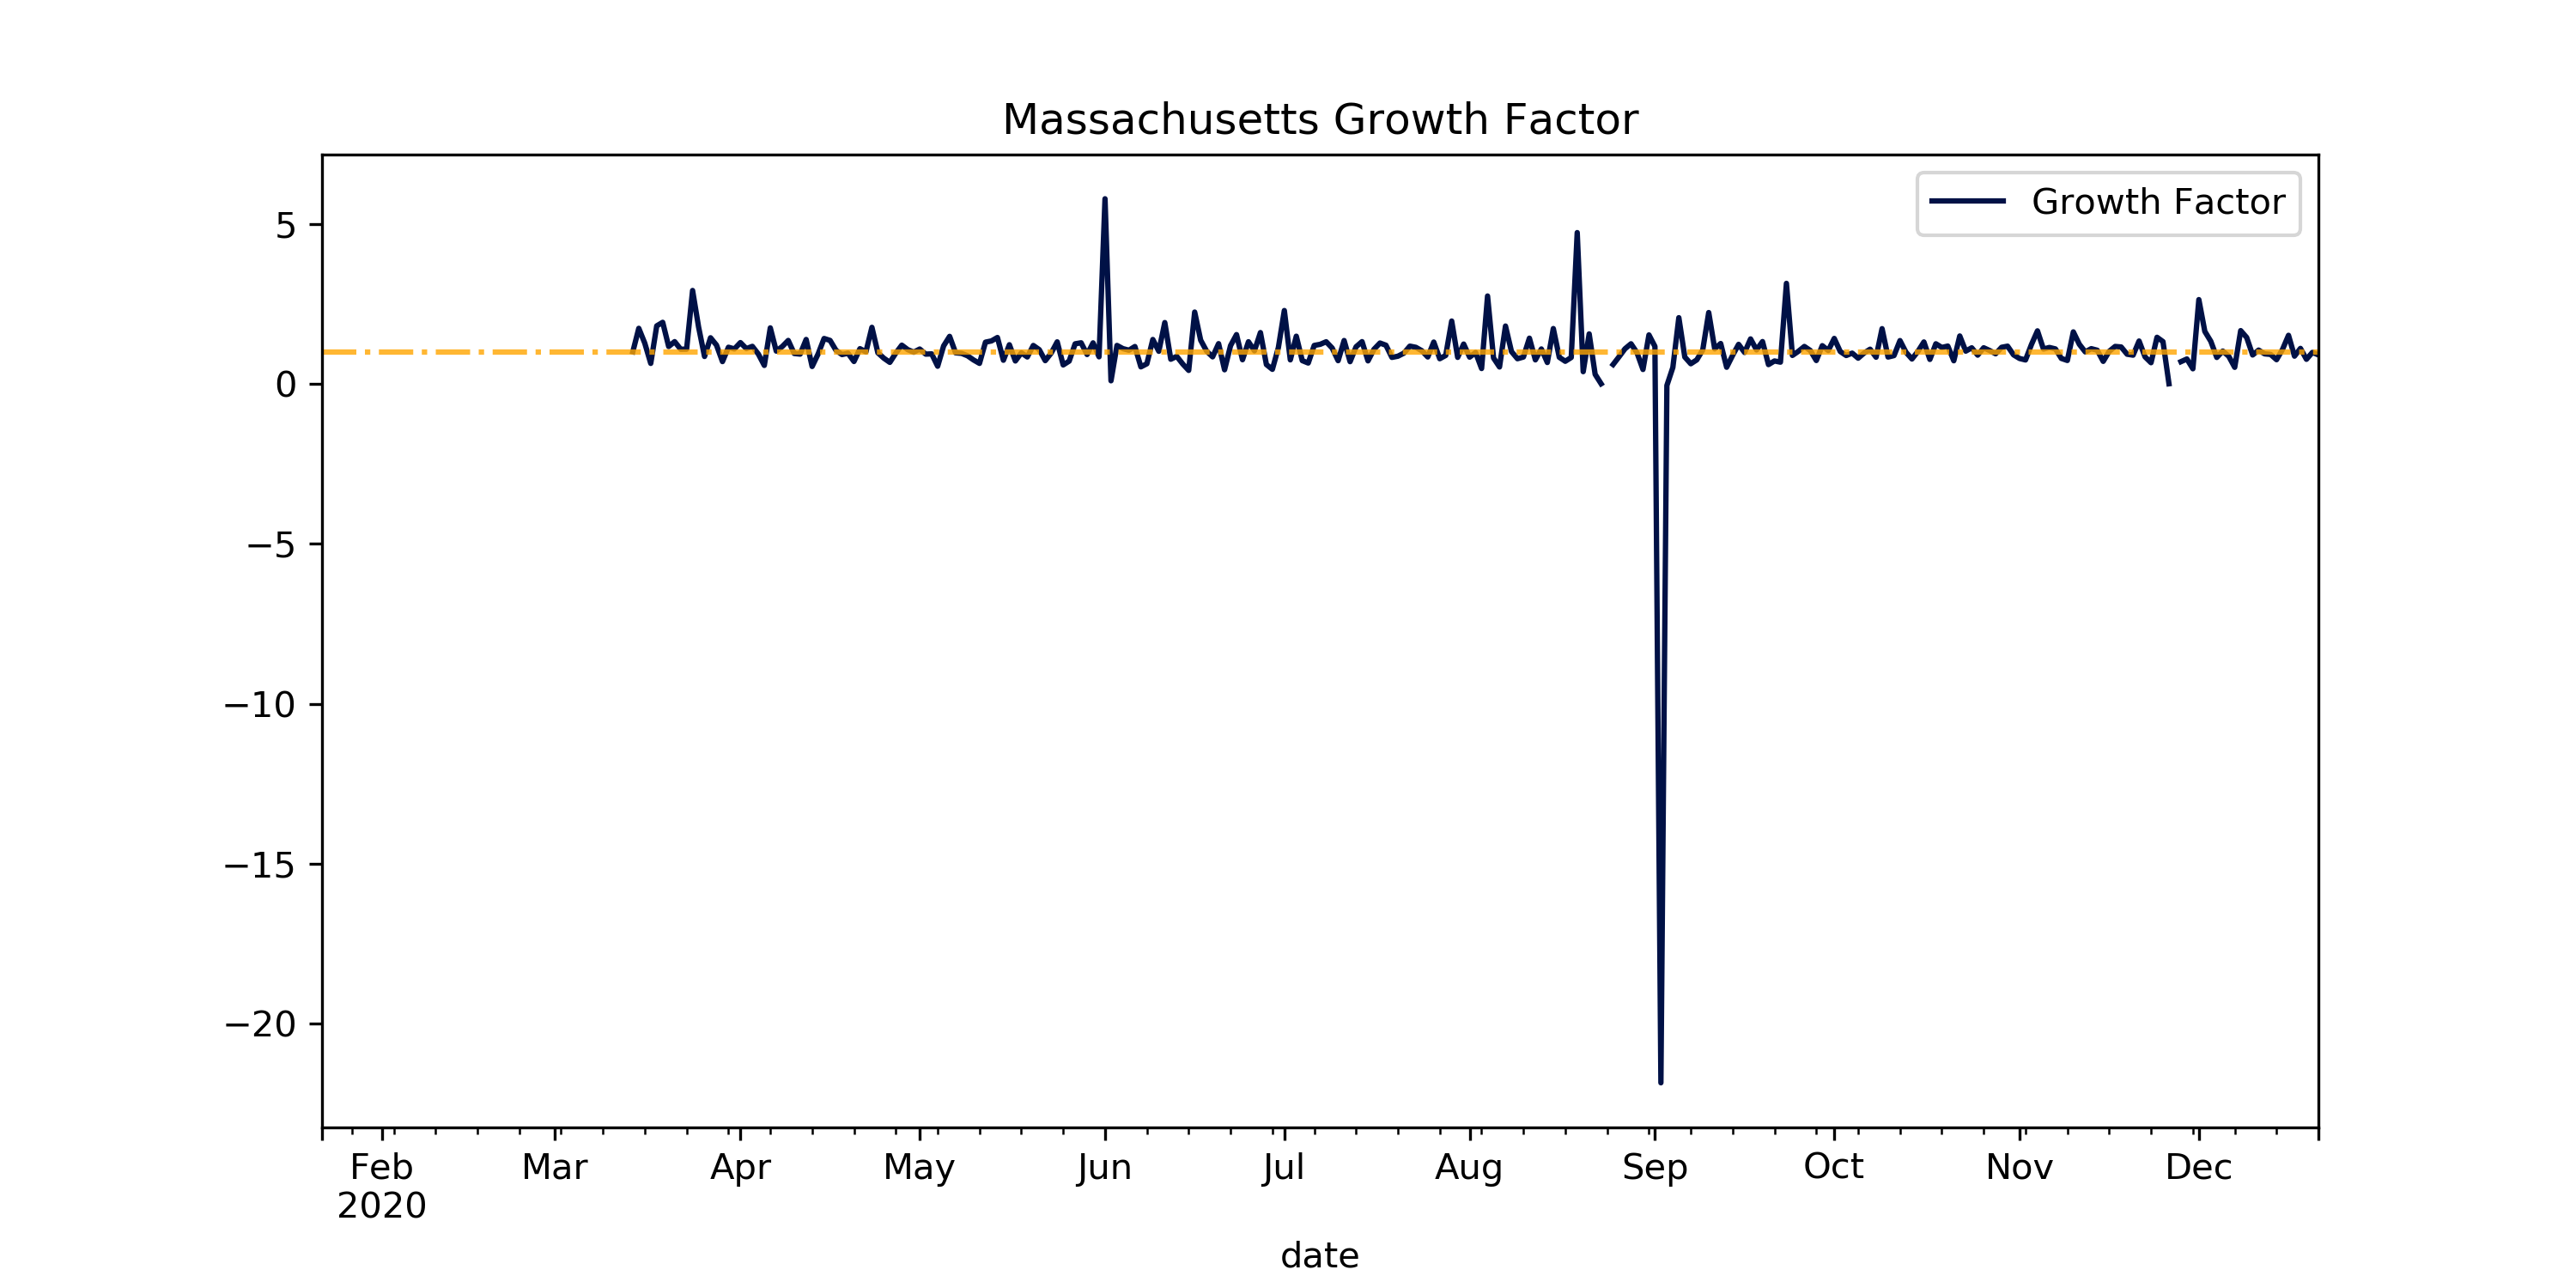 Massachusetts Growth Factor
Growth Factor
5
0
−5
−10
−15
−20
Feb Mar Apr May Jun Jul Aug Sep Oct Nov Dec
2020
date